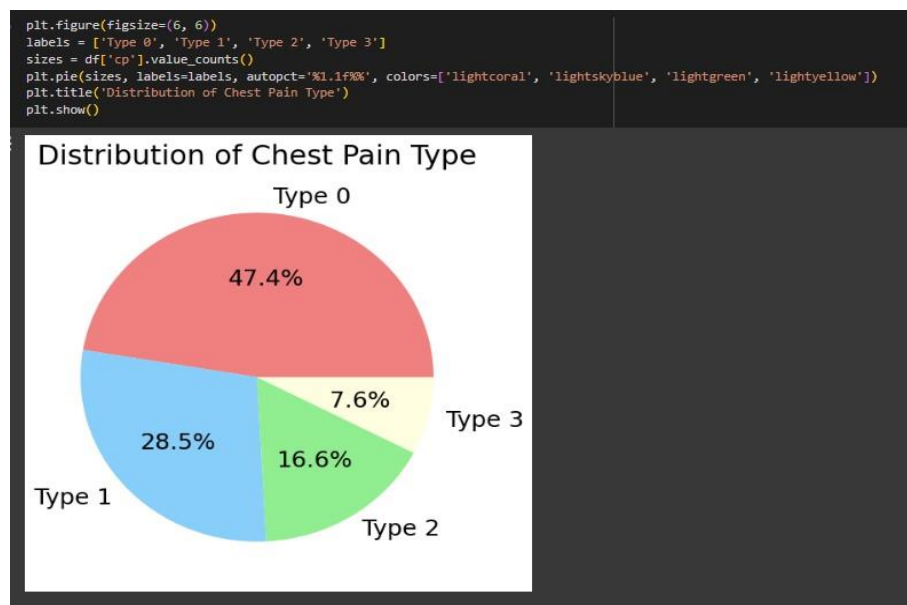 plt.figure(figsize=(6, 6))
labels = ['Type 0', 'Type 1', 'Type 2', 'Type 3']
sizes = df['cp'].value_counts()
plt.pie(sizes, labels=labels, autopct='%1.1f%%', colors=['lightcoral', 'lightskyblue', 'lightgreen', 'lightyellow'])
plt.title('Distribution of Chest Pain Type')
plt.show()
Distribution of Chest Pain Type
Type 0
47.4%
7.6%
Type 3
28.5%
16.6%
Type 1
Type 2